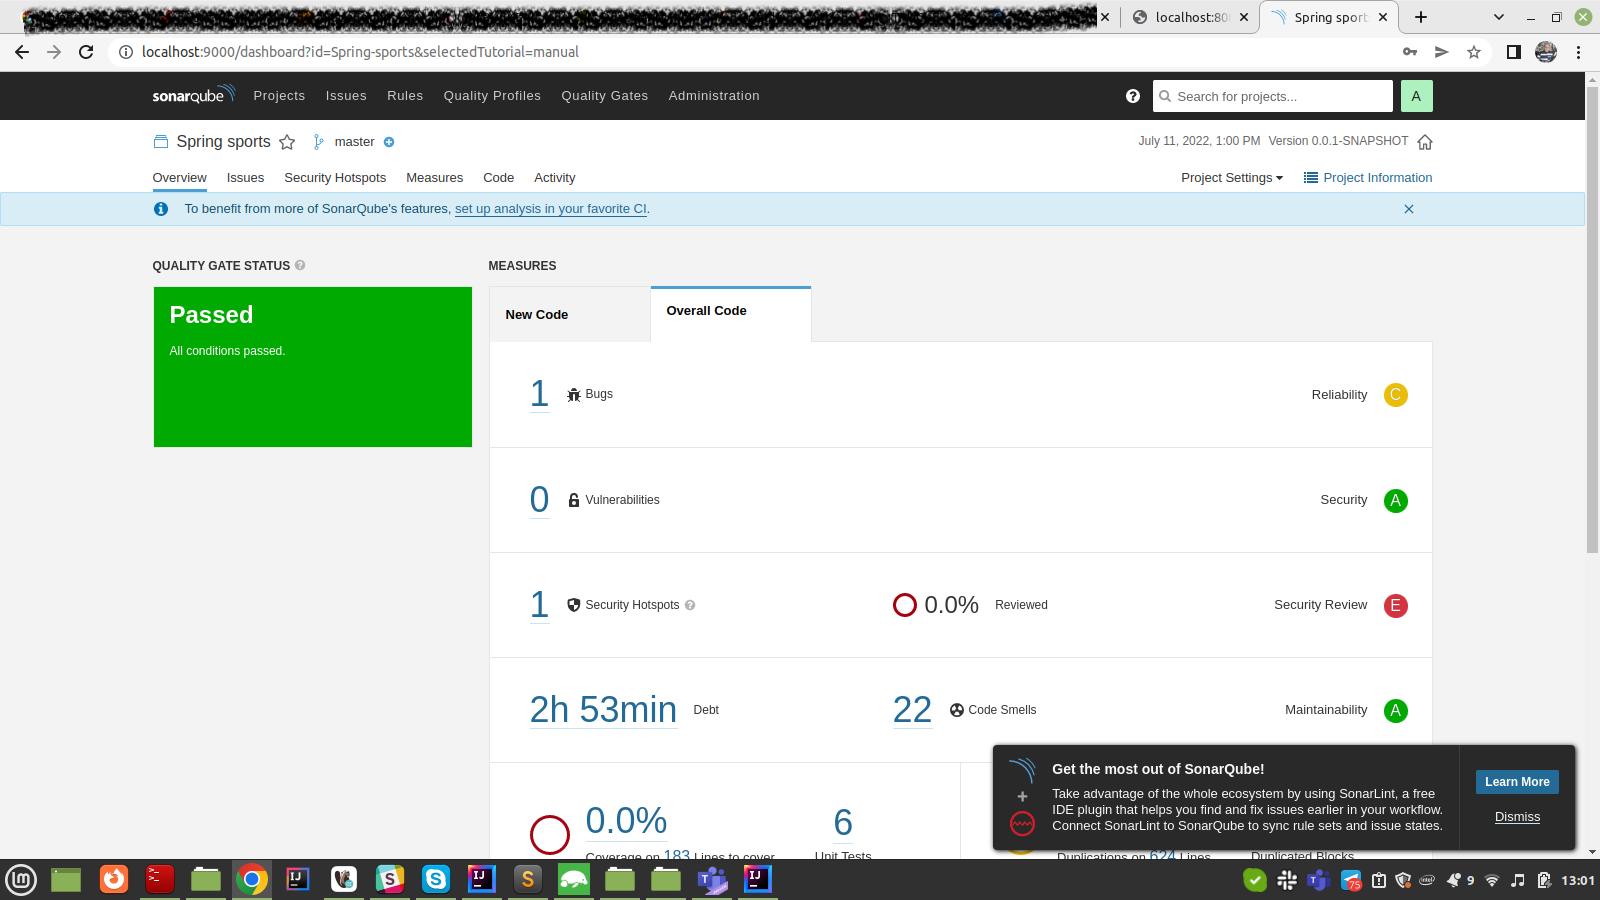 localhost:80
Spring sport
localhost:9000/dashboard?id=Spring-sports&selectedTutorial=manual
sonarqube Projects Issues Rules Quality Profiles Quality Gates Administration
Search for projects...
A
Spring sports master
July 11, 2022, 1:00 PM Version 0.0.1-SNAPSHOT
Overview Issues Security Hotspots Measures Code Activity
Project Settings Project Information
To benefit from more of SonarQube's features, set up analysis in your favorite CI.
QUALITY GATE STATUS
MEASURES
Passed
All conditions passed.
New Code
Overall Code
1 Bugs Reliability C
0 Vulnerabilities Security A
1 Security Hotspots 0.0% Reviewed Security Review E
2h 53min Debt 22 Code Smells Maintainability A
0.0%
Coverage on 183 Lines to cover
6
Unit Tests
Duplications on 624 Lines
Duplicated Blocks
Get the most out of SonarQube!
Take advantage of the whole ecosystem by using SonarLint, a free
IDE plugin that helps you find and fix issues earlier in your workflow.
Connect SonarLint to SonarQube to sync rule sets and issue states.
Learn More
Dismiss
75
9
13:01